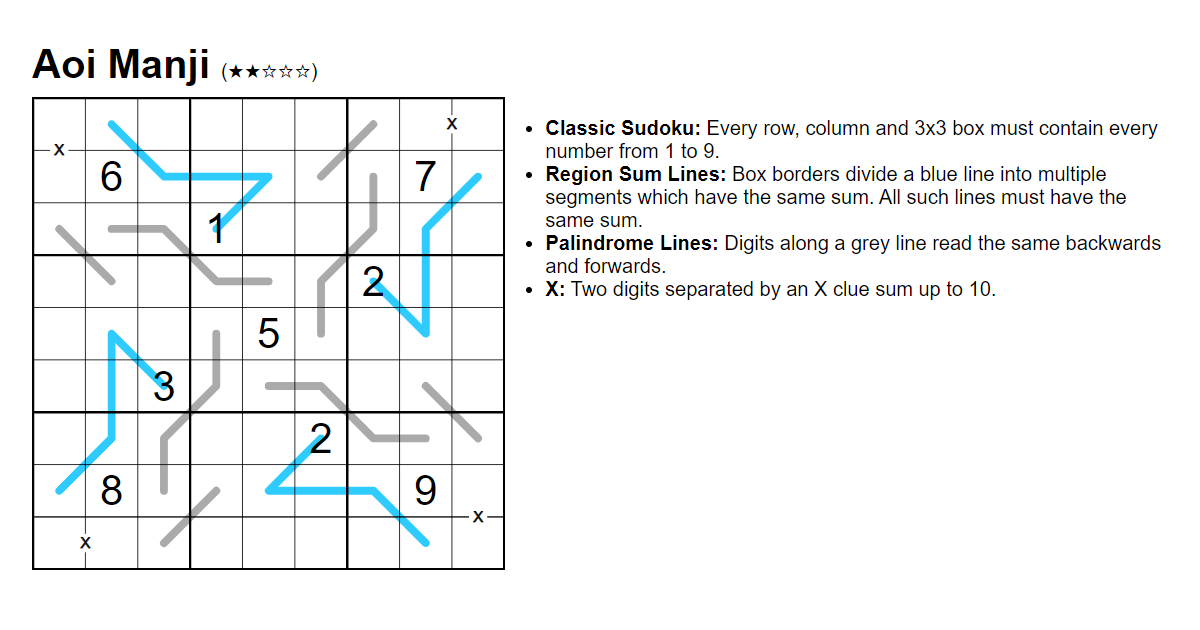 Aoi Manji (★★☆☆☆)
x
x
6
7
1
2
5
3
2
8
9
x
x
• Classic Sudoku: Every row, column and 3x3 box must contain every
number from 1 to 9.
• Region Sum Lines: Box borders divide a blue line into multiple
segments which have the same sum. All such lines must have the
same sum.
• Palindrome Lines: Digits along a grey line read the same backwards
and forwards.
• X: Two digits separated by an X clue sum up to 10.